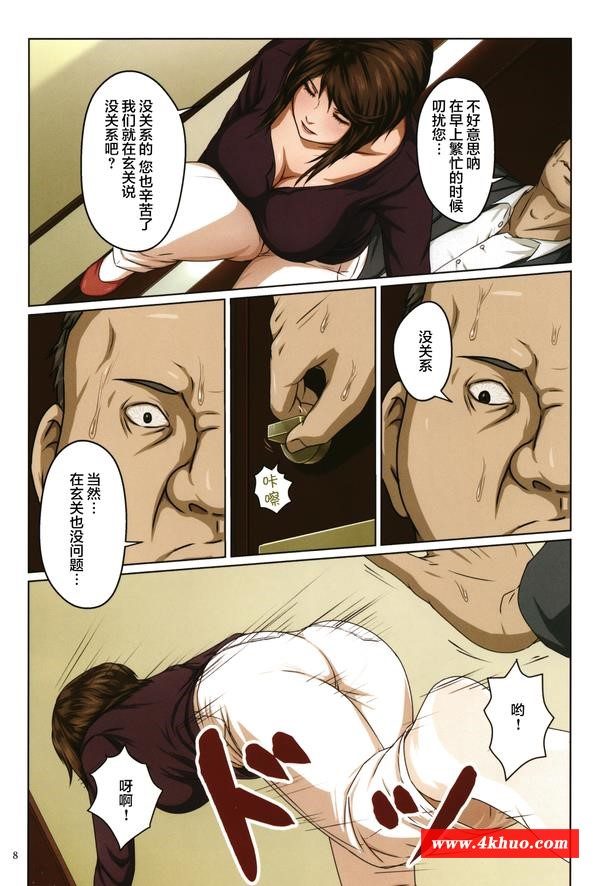 不好意思呐
在早上繁忙的时候
叨扰您…
没关系的 您也辛苦了
我们就在玄关说
没关系吧？
没关系
咔嚓
当然…
在玄关也没问题…
哟！
呀啊！
ドドッ
8
www.4khuo.com